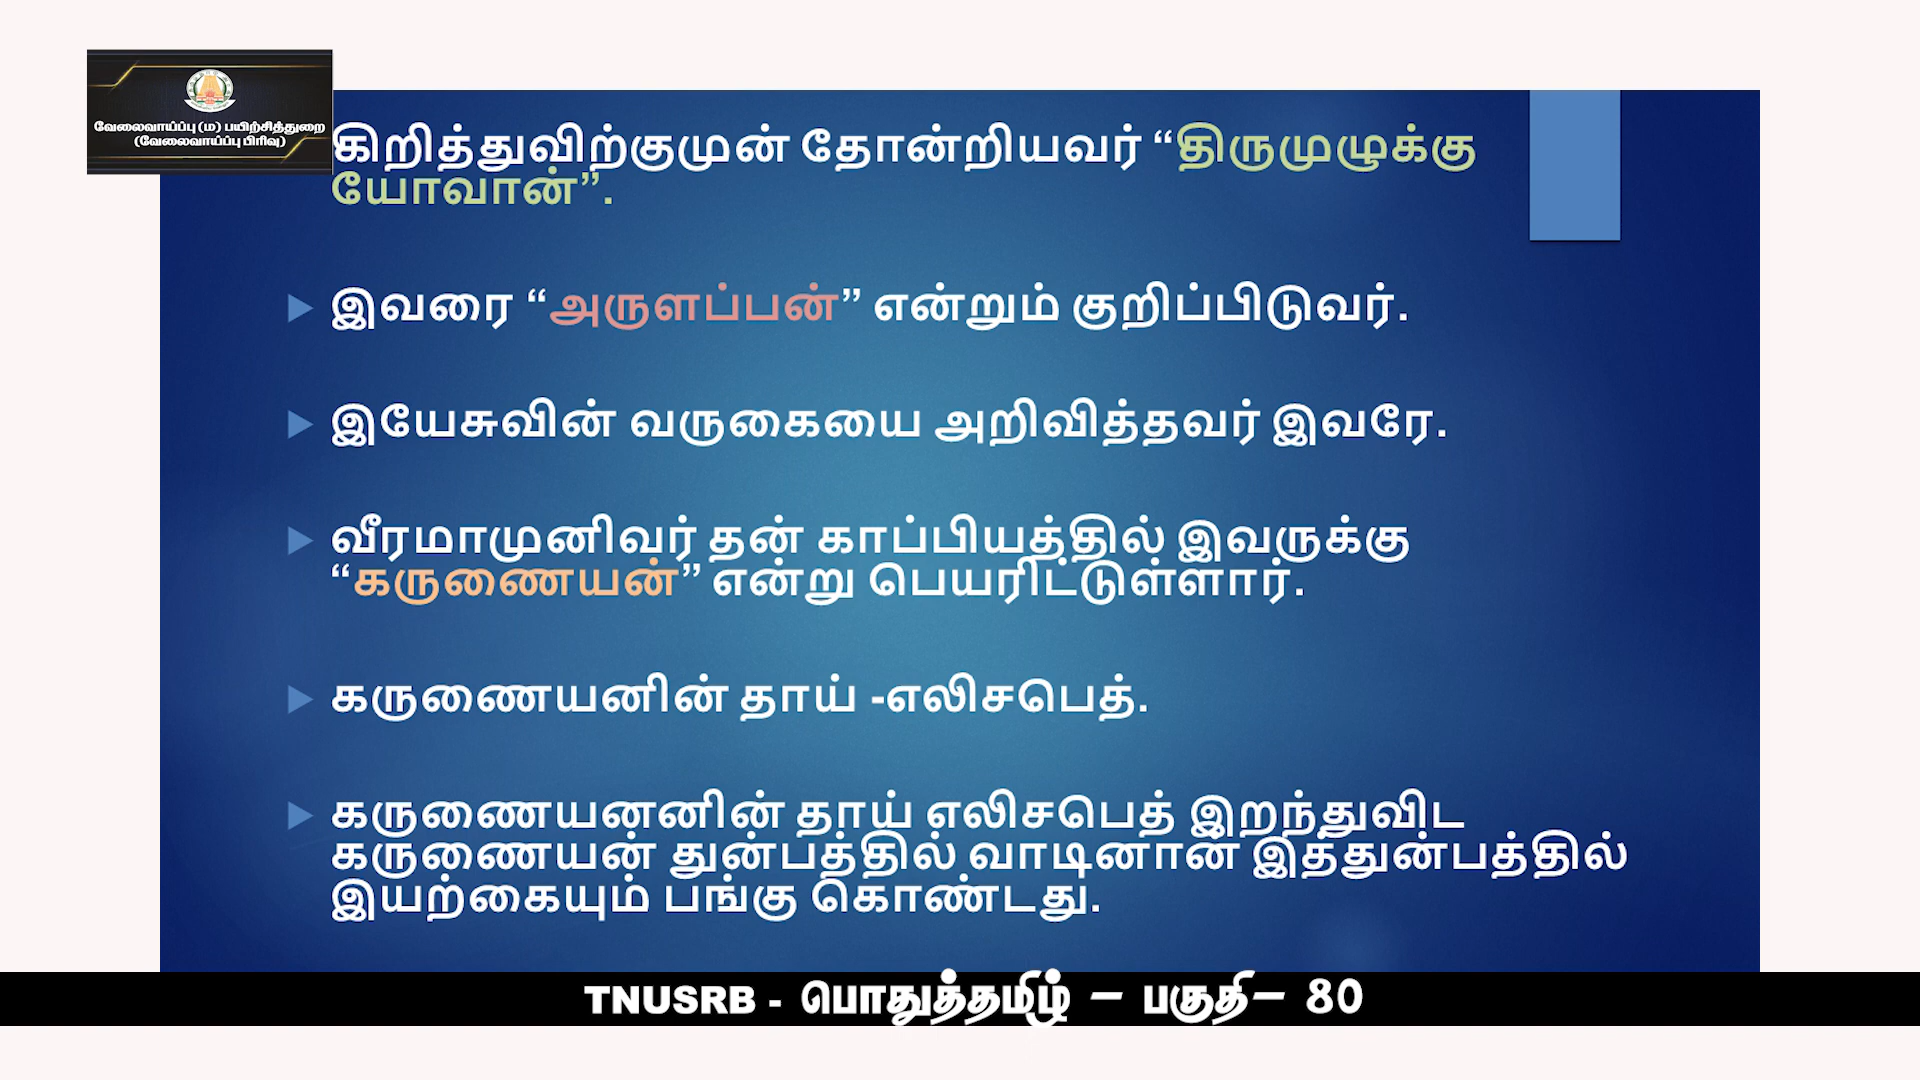 வேலைவாய்ப்பு (ம) பயிற்சித்துறை
(வேலைவாய்ப்பு பிரிவு)
கிறித்துவிற்குமுன் தோன்றியவர் “திருமுழுக்கு
யோவான்”.
இவரை “அருளப்பன்” என்றும் குறிப்பிடுவர்.
இயேசுவின் வருகையை அறிவித்தவர் இவரே.
வீரமாமுனிவர் தன் காப்பியத்தில் இவருக்கு
“கருணையன்” என்று பெயரிட்டுள்ளார்.
கருணையனின் தாய் -எலிசபெத்.
கருணையனனின் தாய் எலிசபெத் இறந்துவிட
கருணையன் துன்பத்தில் வாடினான் இத்துன்பத்தில்
இயற்கையும் பங்கு கொண்டது.
TNUSRB - பொதுத்தமிழ் – பகுதி– 80